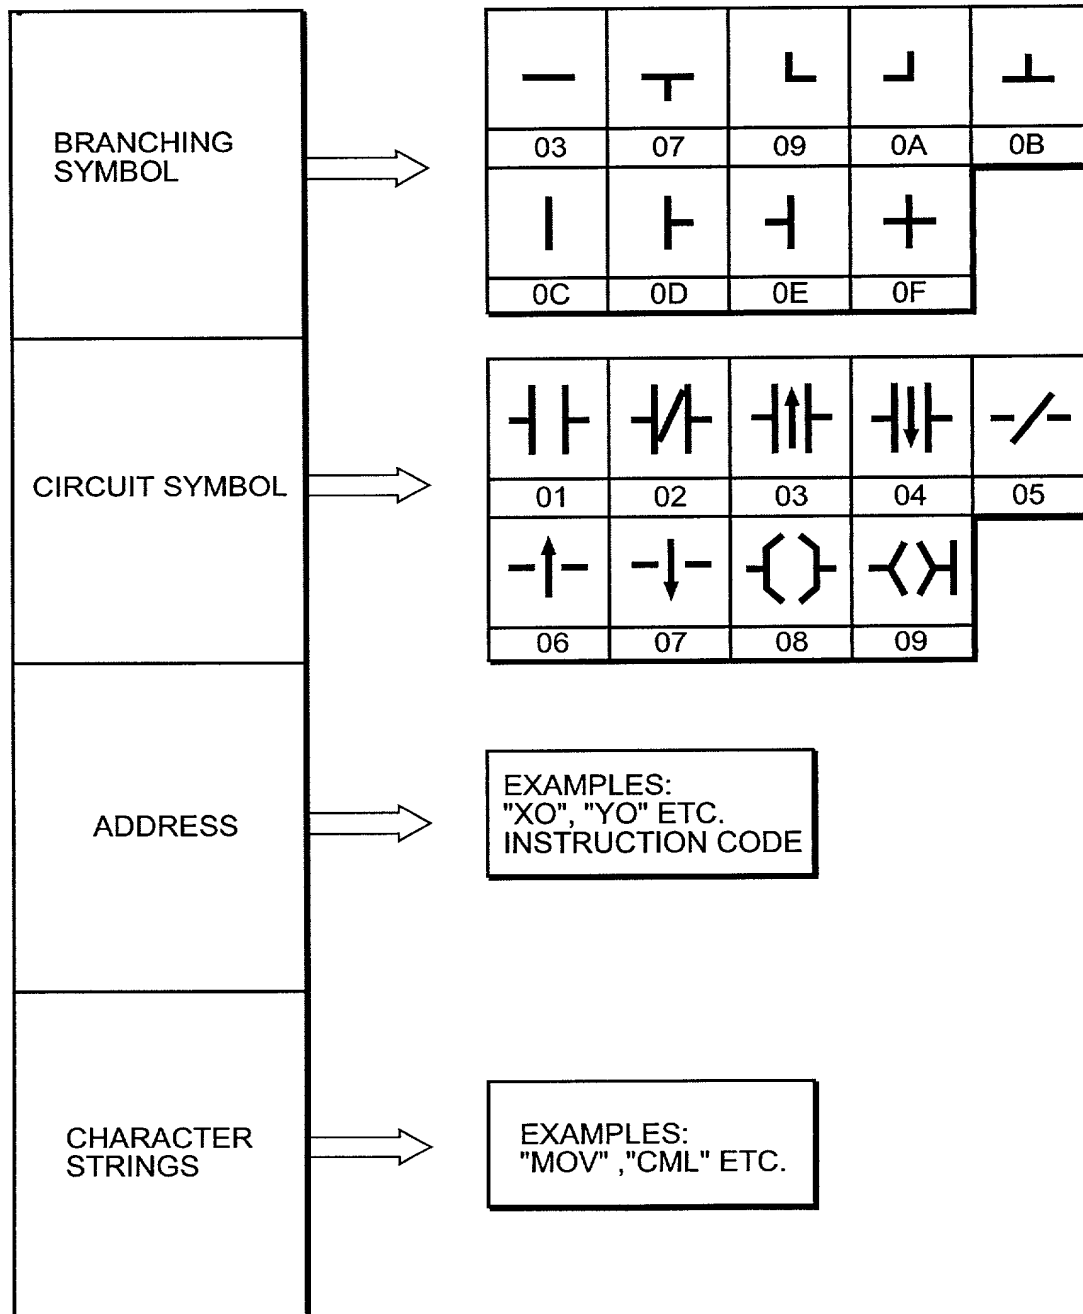 BRANCHING
SYMBOL
03 07 09 0A 0B
0C 0D 0E 0F
CIRCUIT SYMBOL
01 02 03 04 05
06 07 08 09
ADDRESS
EXAMPLES:
"XO", "YO" ETC.
INSTRUCTION CODE
CHARACTER
STRINGS
EXAMPLES:
"MOV" ,"CML" ETC.